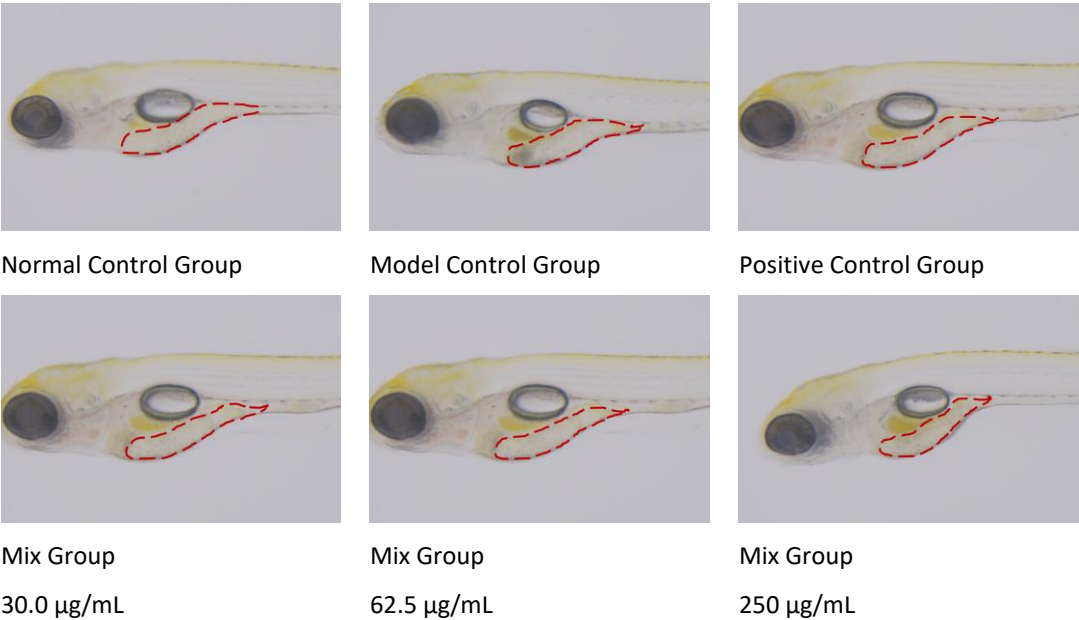 Normal Control Group
Model Control Group
Positive Control Group
Mix Group
Mix Group
Mix Group
30.0 μg/mL
62.5 μg/mL
250 μg/mL